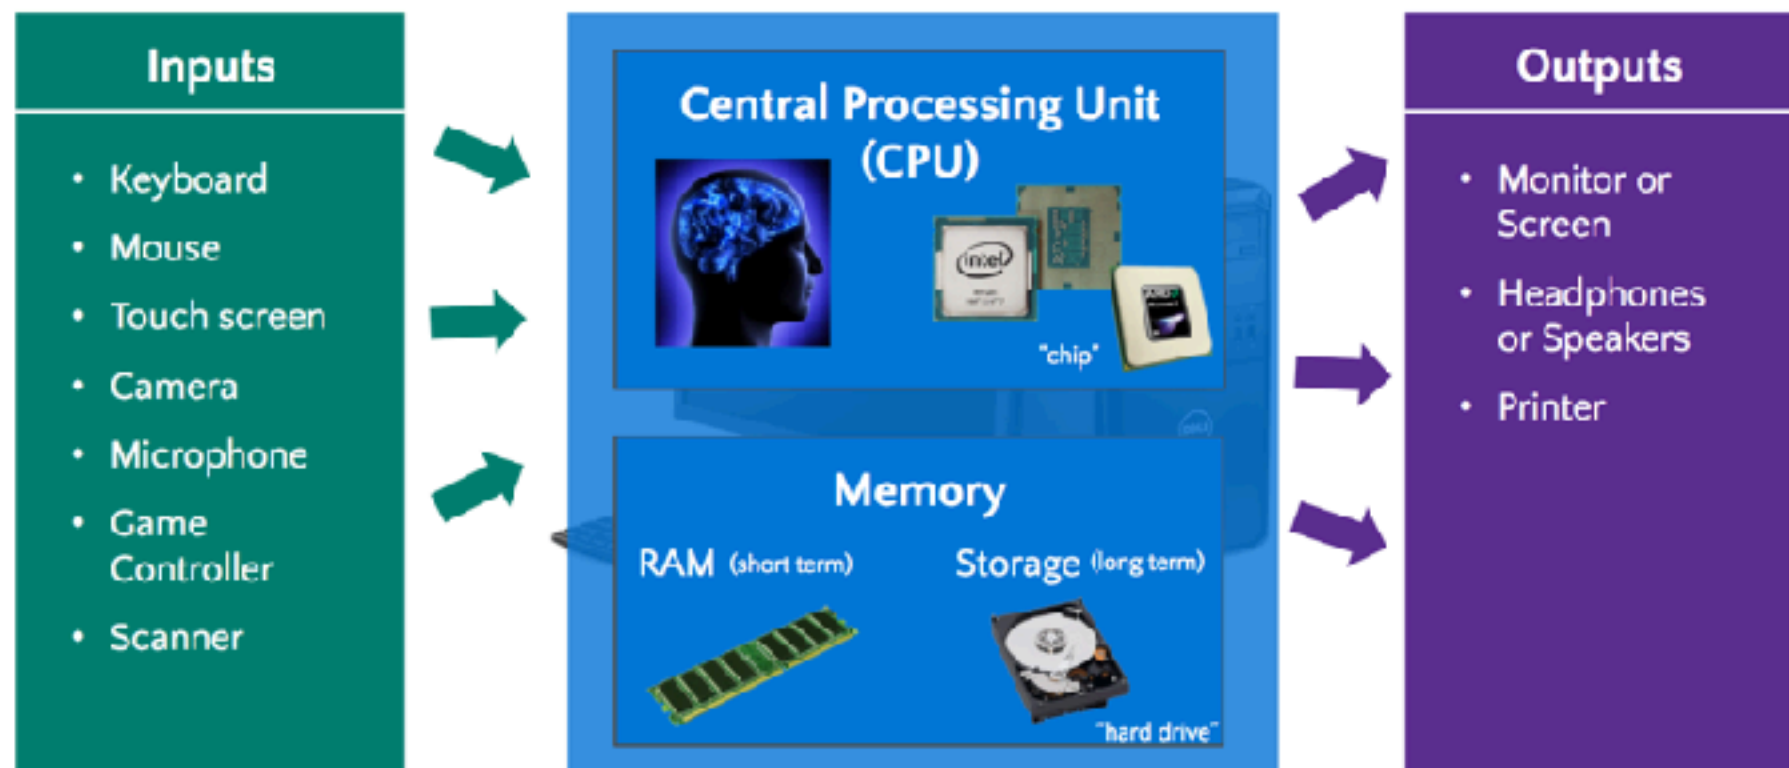 Inputs
• Keyboard
• Mouse
• Touch screen
• Camera
• Microphone
• Game
Controller
• Scanner
Central Processing Unit
(CPU)
intel
"chip"
Memory
RAM (short term)
Storage (long term)
"hard drive"
Outputs
• Monitor or
Screen
• Headphones
or Speakers
• Printer